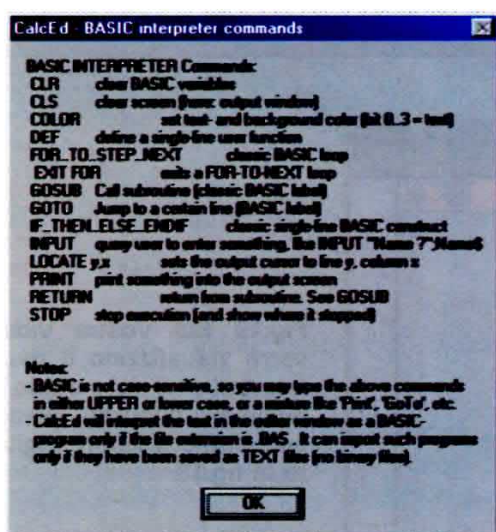 CalcEd - BASIC interpreter commands
BASIC INTERPRETER Commands:
CLR clear BASIC variables
CLS clear screen (here: output window)
COLOR set text- and background color (bit 0..3 = text)
DEF define a single-line user function
FOR_TO_STEP_NEXT classic BASIC loop
EXIT FOR exits a FOR-TO-NEXT loop
GOSUB Call subroutine (classic BASIC label)
GOTO Jump to a certain line (BASIC label)
IF_THEN_ELSE_ENDIF classic single-line BASIC construct
INPUT query user to enter something, like INPUT "Name ?";Name$
LOCATE y,x sets the output cursor to line y, column x
PRINT print something into the output screen
RETURN return from subroutine. See GOSUB
STOP stop execution (and show where it stopped)
Notes:
- BASIC is not case-sensitive, so you may type the above commands
in either UPPER or lower case, or a mixture like 'Print', 'GoTo', etc.
- CalcEd will interpret the text in the editor window as a BASIC-
program only if the file extension is .BAS . It can import such programs
only if they have been saved as TEXT files (no binary files).
OK